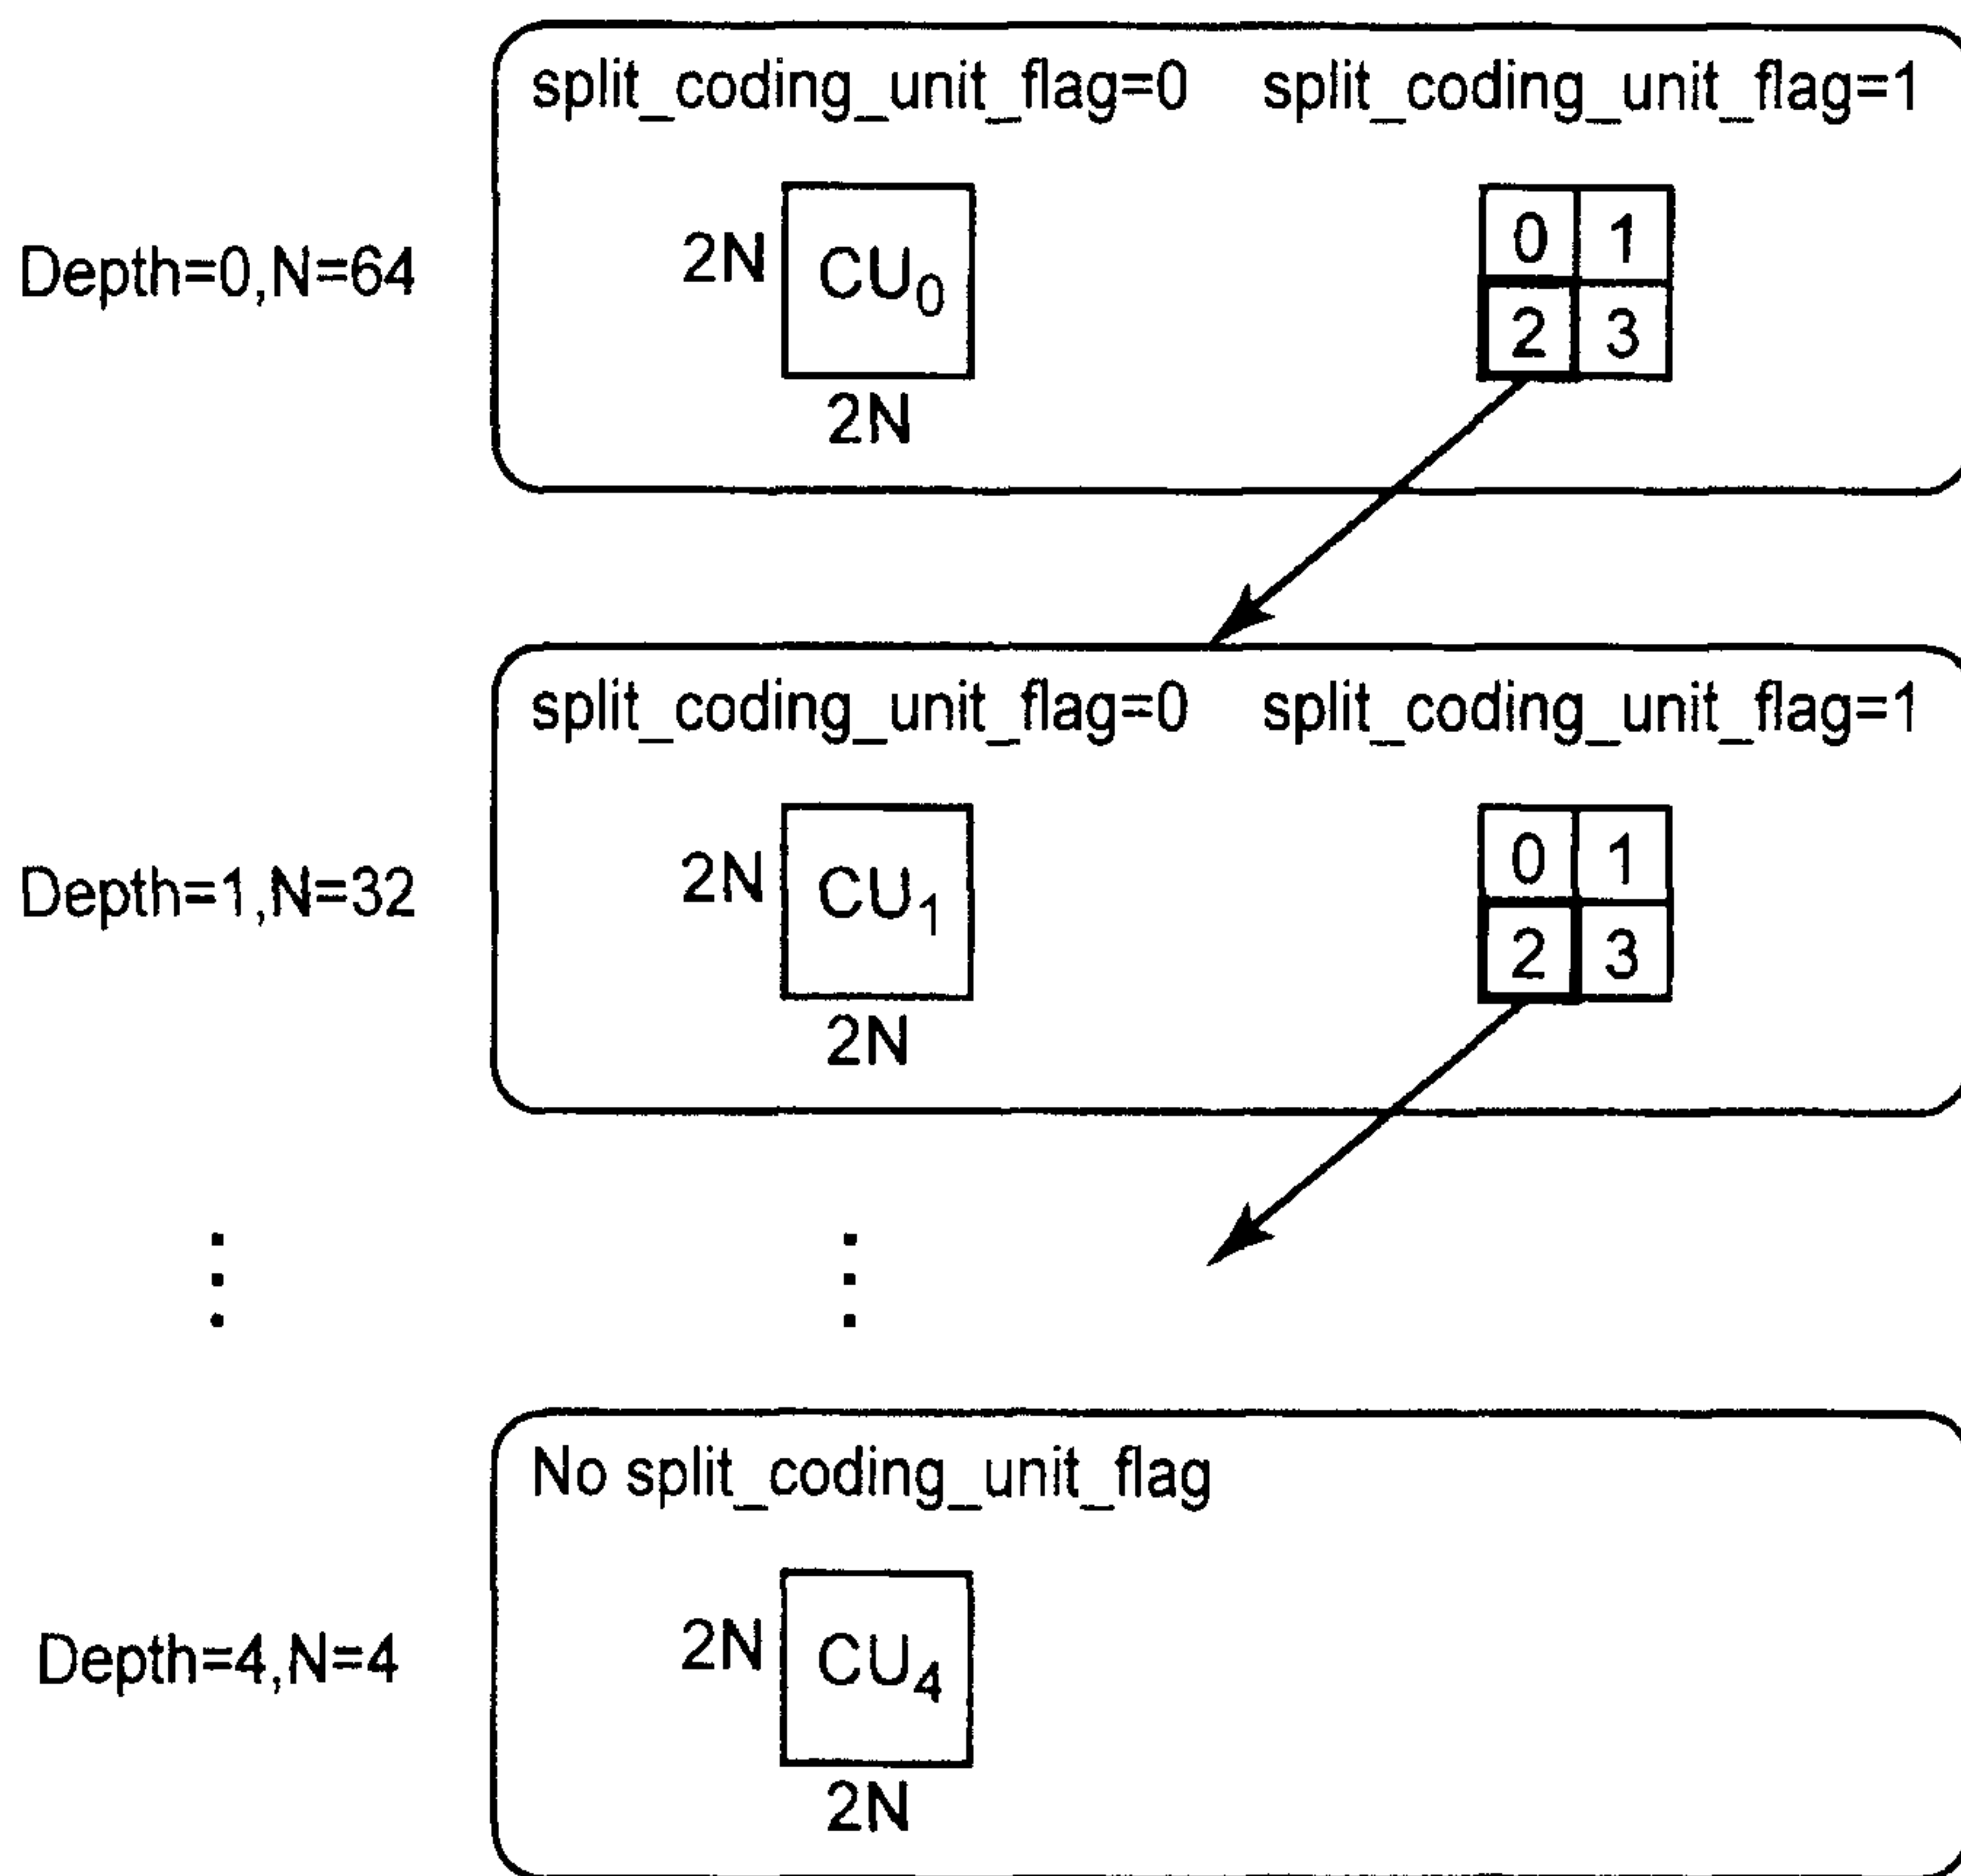 split_coding_unit_flag=0 split_coding_unit_flag=1
Depth=0,N=64
2N
CU₀
2N
0 1
2 3
split_coding_unit_flag=0 split_coding_unit_flag=1
Depth=1,N=32
2N
CU₁
2N
0 1
2 3
No split_coding_unit_flag
Depth=4,N=4
2N
CU₄
2N